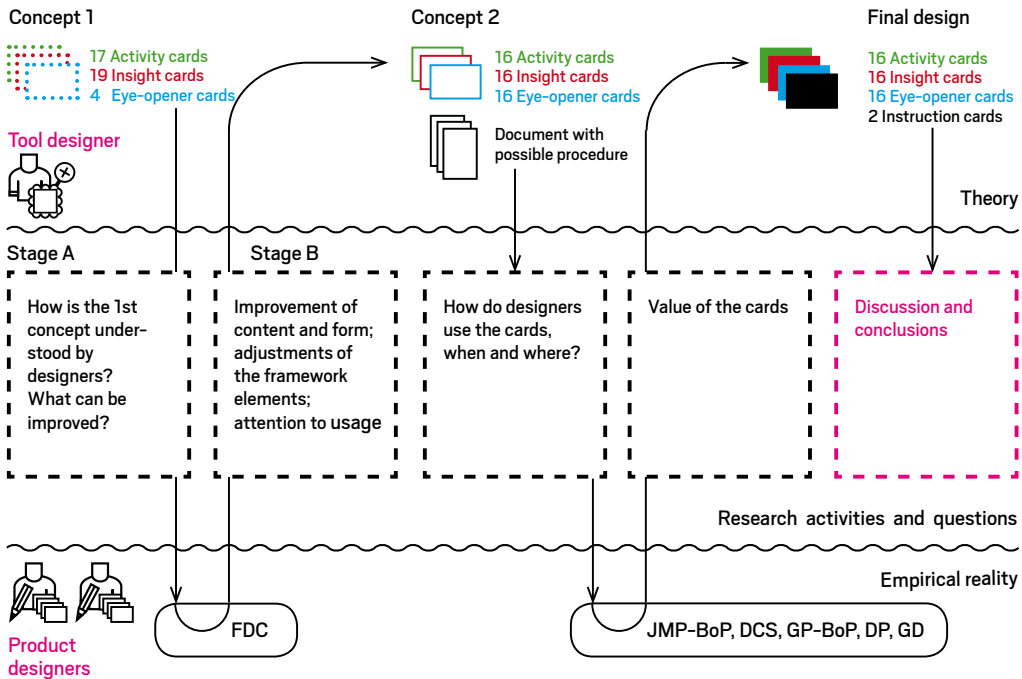 Concept 1
17 Activity cards
19 Insight cards
4 Eye-opener cards
Concept 2
16 Activity cards
16 Insight cards
16 Eye-opener cards
Document with
possible procedure
Final design
16 Activity cards
16 Insight cards
16 Eye-opener cards
2 Instruction cards
Tool designer
Theory
Stage A
Stage B
How is the 1st
concept under-
stood by
designers?
What can be
improved?
Improvement of
content and form;
adjustments of
the framework
elements;
attention to usage
How do designers
use the cards,
when and where?
Value of the cards
Discussion and
conclusions
Research activities and questions
Empirical reality
Product
designers
FDC
JMP-BoP, DCS, GP-BoP, DP, GD